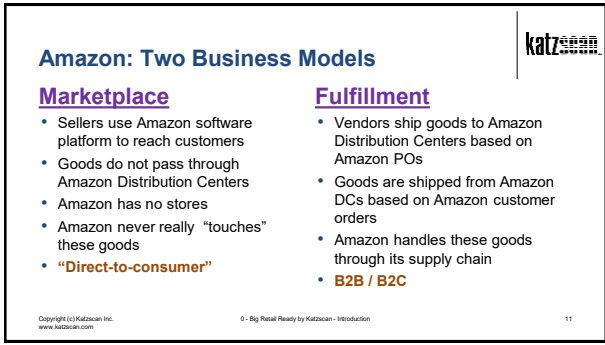 katzscan
Amazon: Two Business Models
Marketplace
• Sellers use Amazon software
platform to reach customers
• Goods do not pass through
Amazon Distribution Centers
• Amazon has no stores
• Amazon never really “touches”
these goods
• “Direct-to-consumer”
Fulfillment
• Vendors ship goods to Amazon
Distribution Centers based on
Amazon POs
• Goods are shipped from Amazon
DCs based on Amazon customer
orders
• Amazon handles these goods
through its supply chain
• B2B / B2C
Copyright (c) Katzscan Inc.
www.katzscan.com
0 - Big Retail Ready by Katzscan - Introduction
11